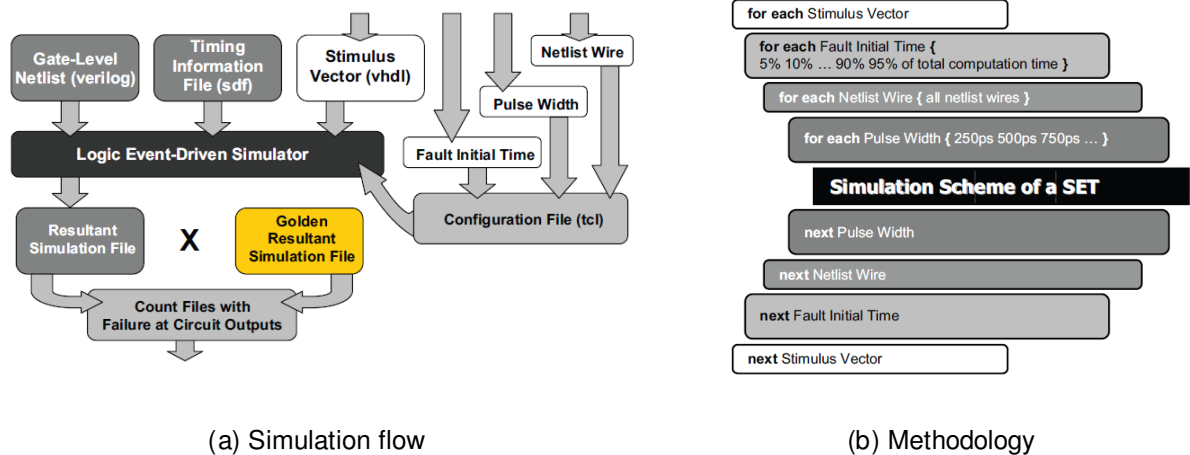 Gate-Level
Netlist (verilog)
Timing
Information
File (sdf)
Stimulus
Vector (vhdl)
Netlist Wire
Pulse Width
Fault Initial Time
Logic Event-Driven Simulator
Configuration File (tcl)
Resultant
Simulation File
X
Golden
Resultant
Simulation File
Count Files with
Failure at Circuit Outputs
(a) Simulation flow
for each Stimulus Vector
for each Fault Initial Time {
5% 10% ... 90% 95% of total computation time }
for each Netlist Wire { all netlist wires }
for each Pulse Width { 250ps 500ps 750ps ... }
Simulation Scheme of a SET
next Pulse Width
next Netlist Wire
next Fault Initial Time
next Stimulus Vector
(b) Methodology